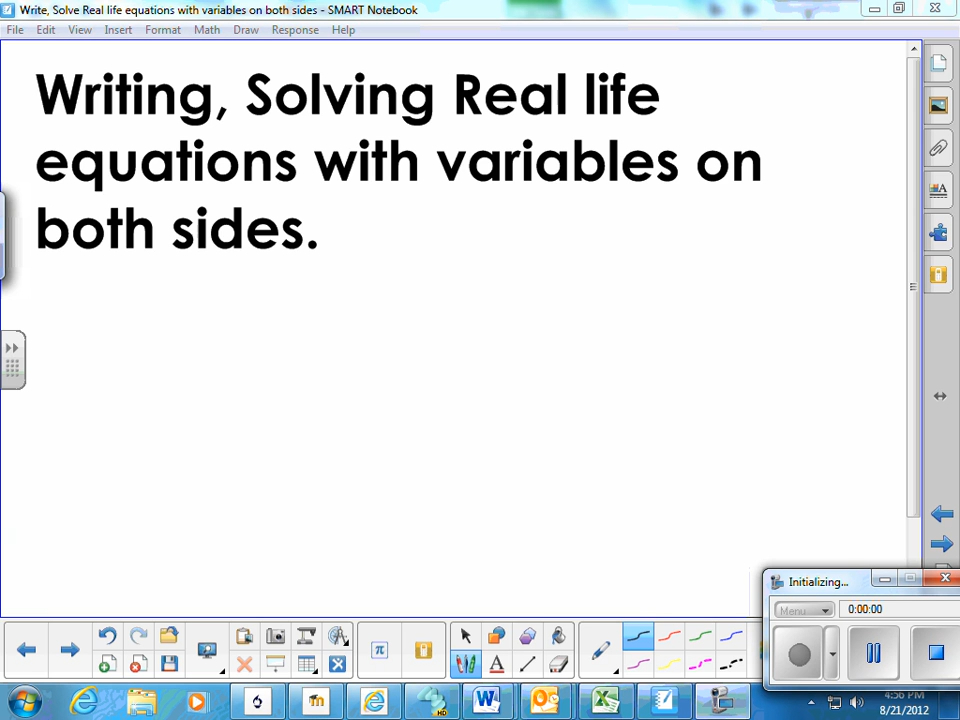 Write, Solve Real life equations with variables on both sides - SMART Notebook
File Edit View Insert Format Math Draw Response Help
Writing, Solving Real life
equations with variables on
both sides.
Initializing...
Menu 0:00:00
π
A
HD
4:56 PM
8/21/2012